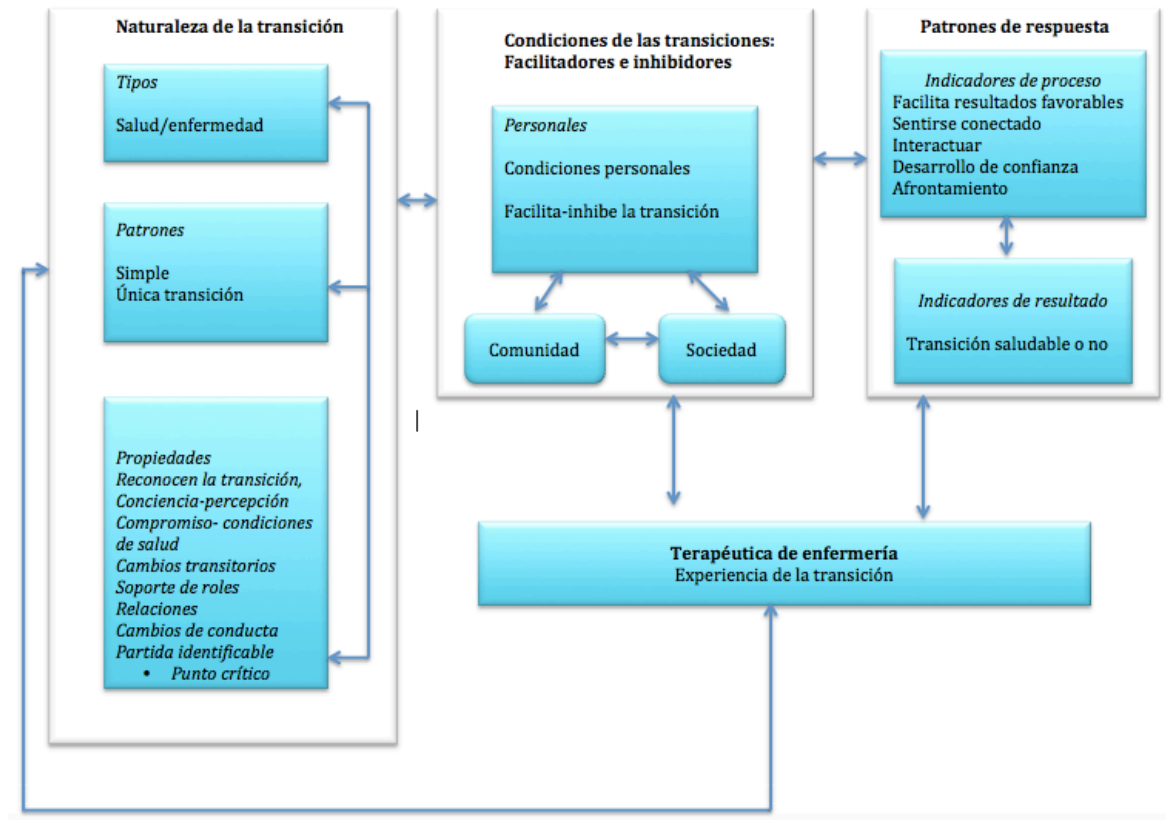 Naturaleza de la transición
Tipos
Salud/enfermedad
Patrones
Simple
Única transición
Propiedades
Reconocen la transición,
Conciencia-percepción
Compromiso- condiciones
de salud
Cambios transitorios
Soporte de roles
Relaciones
Cambios de conducta
Partida identificable
• Punto crítico
Condiciones de las transiciones:
Facilitadores e inhibidores
Personales
Condiciones personales
Facilita-inhibe la transición
Comunidad
Sociedad
Patrones de respuesta
Indicadores de proceso
Facilita resultados favorables
Sentirse conectado
Interactuar
Desarrollo de confianza
Afrontamiento
Indicadores de resultado
Transición saludable o no
Terapéutica de enfermería
Experiencia de la transición